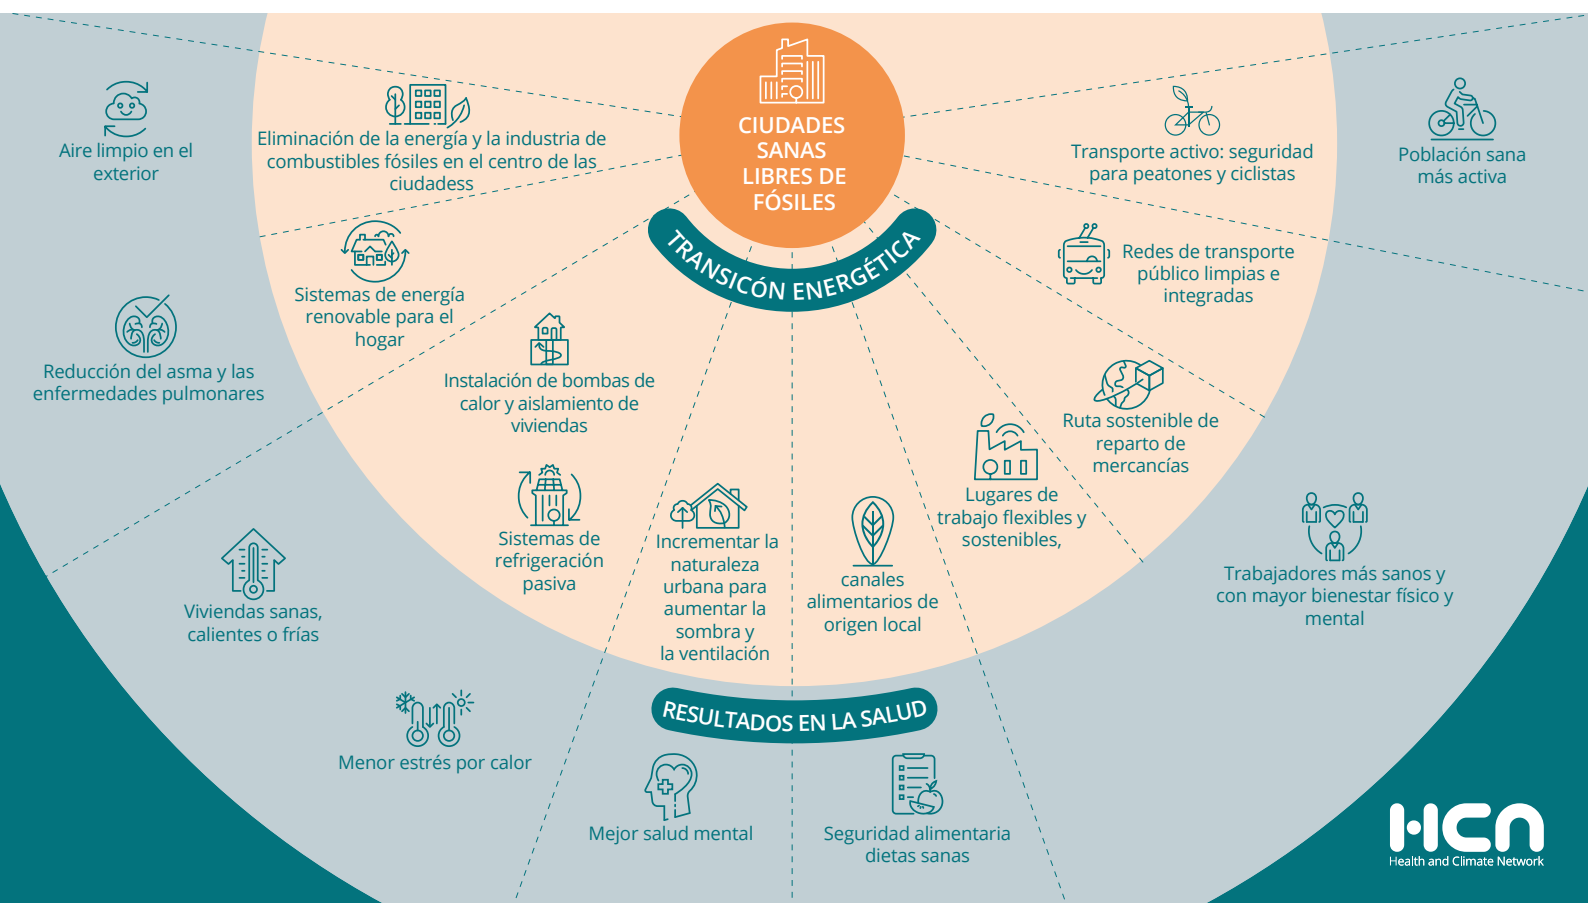 CIUDADES
SANAS
LIBRES DE
FÓSILES
TRANSICÓN ENERGÉTICA
Aire limpio en el
exterior
Eliminación de la energía y la industria de
combustibles fósiles en el centro de las
ciudadess
Transporte activo: seguridad
para peatones y ciclistas
Población sana
más activa
Sistemas de energía
renovable para el
hogar
Redes de transporte
público limpias e
integradas
Reducción del asma y las
enfermedades pulmonares
Instalación de bombas de
calor y aislamiento de
viviendas
Ruta sostenible de
reparto de
mercancías
Sistemas de
refrigeración
pasiva
Incrementar la
naturaleza
urbana para
aumentar la
sombra y
la ventilación
canales
alimentarios de
origen local
Lugares de
trabajo flexibles y
sostenibles,
Viviendas sanas,
calientes o frías
Trabajadores más sanos y
con mayor bienestar físico y
mental
RESULTADOS EN LA SALUD
Menor estrés por calor
Mejor salud mental
Seguridad alimentaria
dietas sanas
HCN
Health and Climate Network